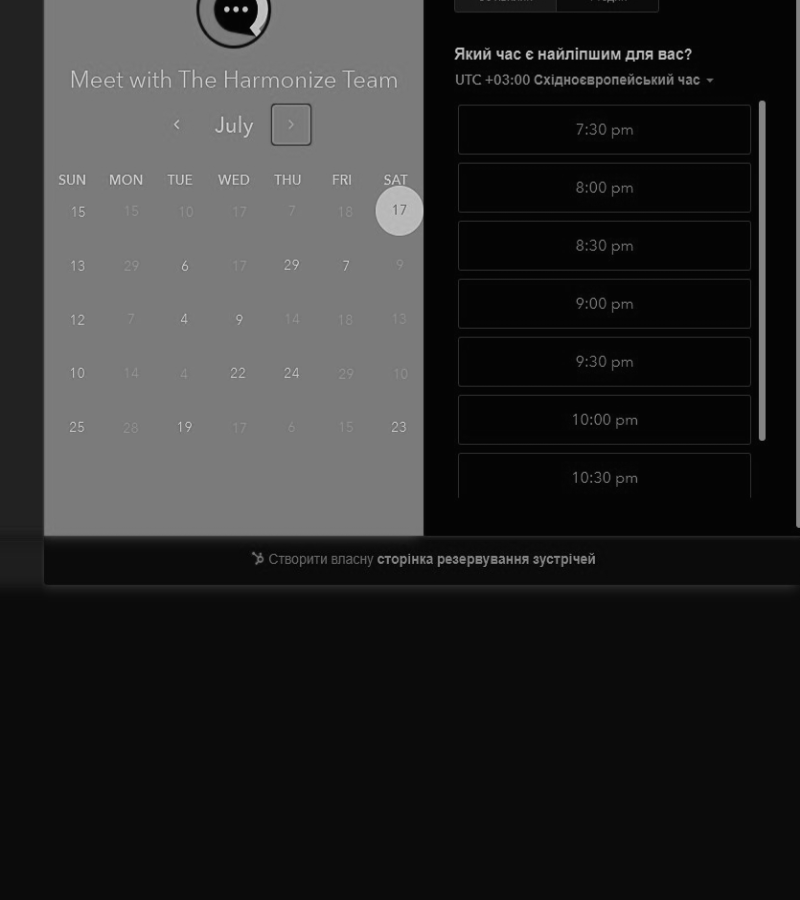 Meet with The Harmonize Team
July
SUN MON TUE WED THU FRI SAT
15 15 10 17 7 18 17
13 29 6 17 29 7 9
12 7 4 9 14 18 13
10 14 4 22 24 29 10
25 28 19 17 6 15 23
Який час є найліпшим для вас?
UTC +03:00 Східноєвропейський час
7:30 pm
8:00 pm
8:30 pm
9:00 pm
9:30 pm
10:00 pm
10:30 pm
Створити власну сторінка резервування зустрічей